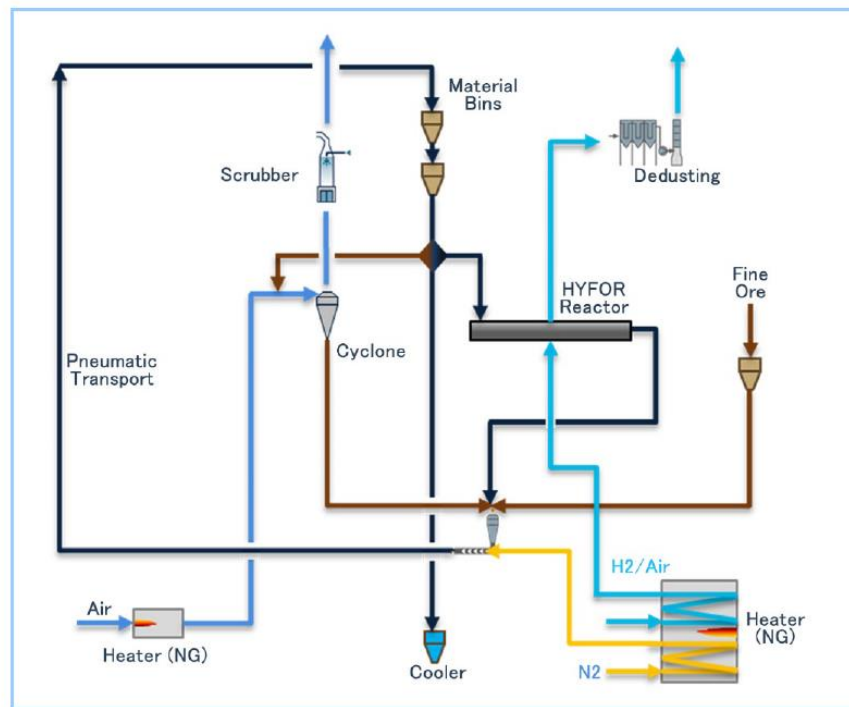 Material
Bins
Scrubber
Dedusting
HYFOR
Reactor
Fine
Ore
Pneumatic
Transport
Cyclone
H2/Air
Air
Heater (NG)
Heater
(NG)
Cooler
N2